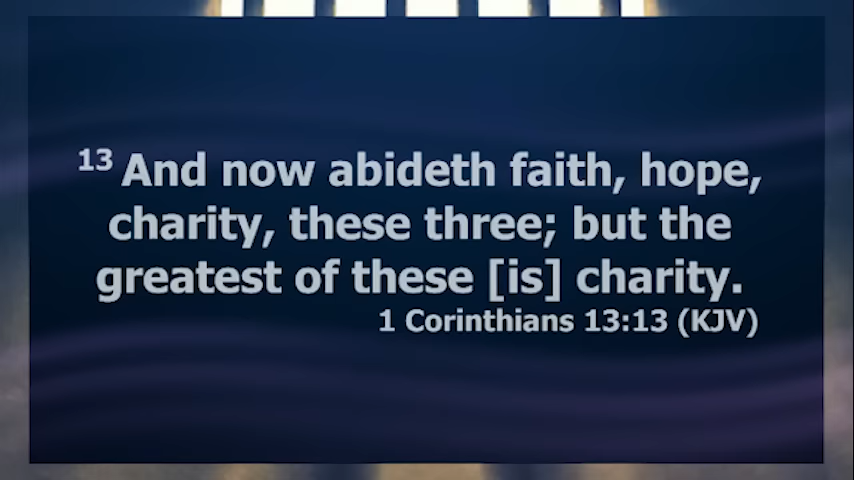 13 And now abideth faith, hope,
charity, these three; but the
greatest of these [is] charity.
1 Corinthians 13:13 (KJV)